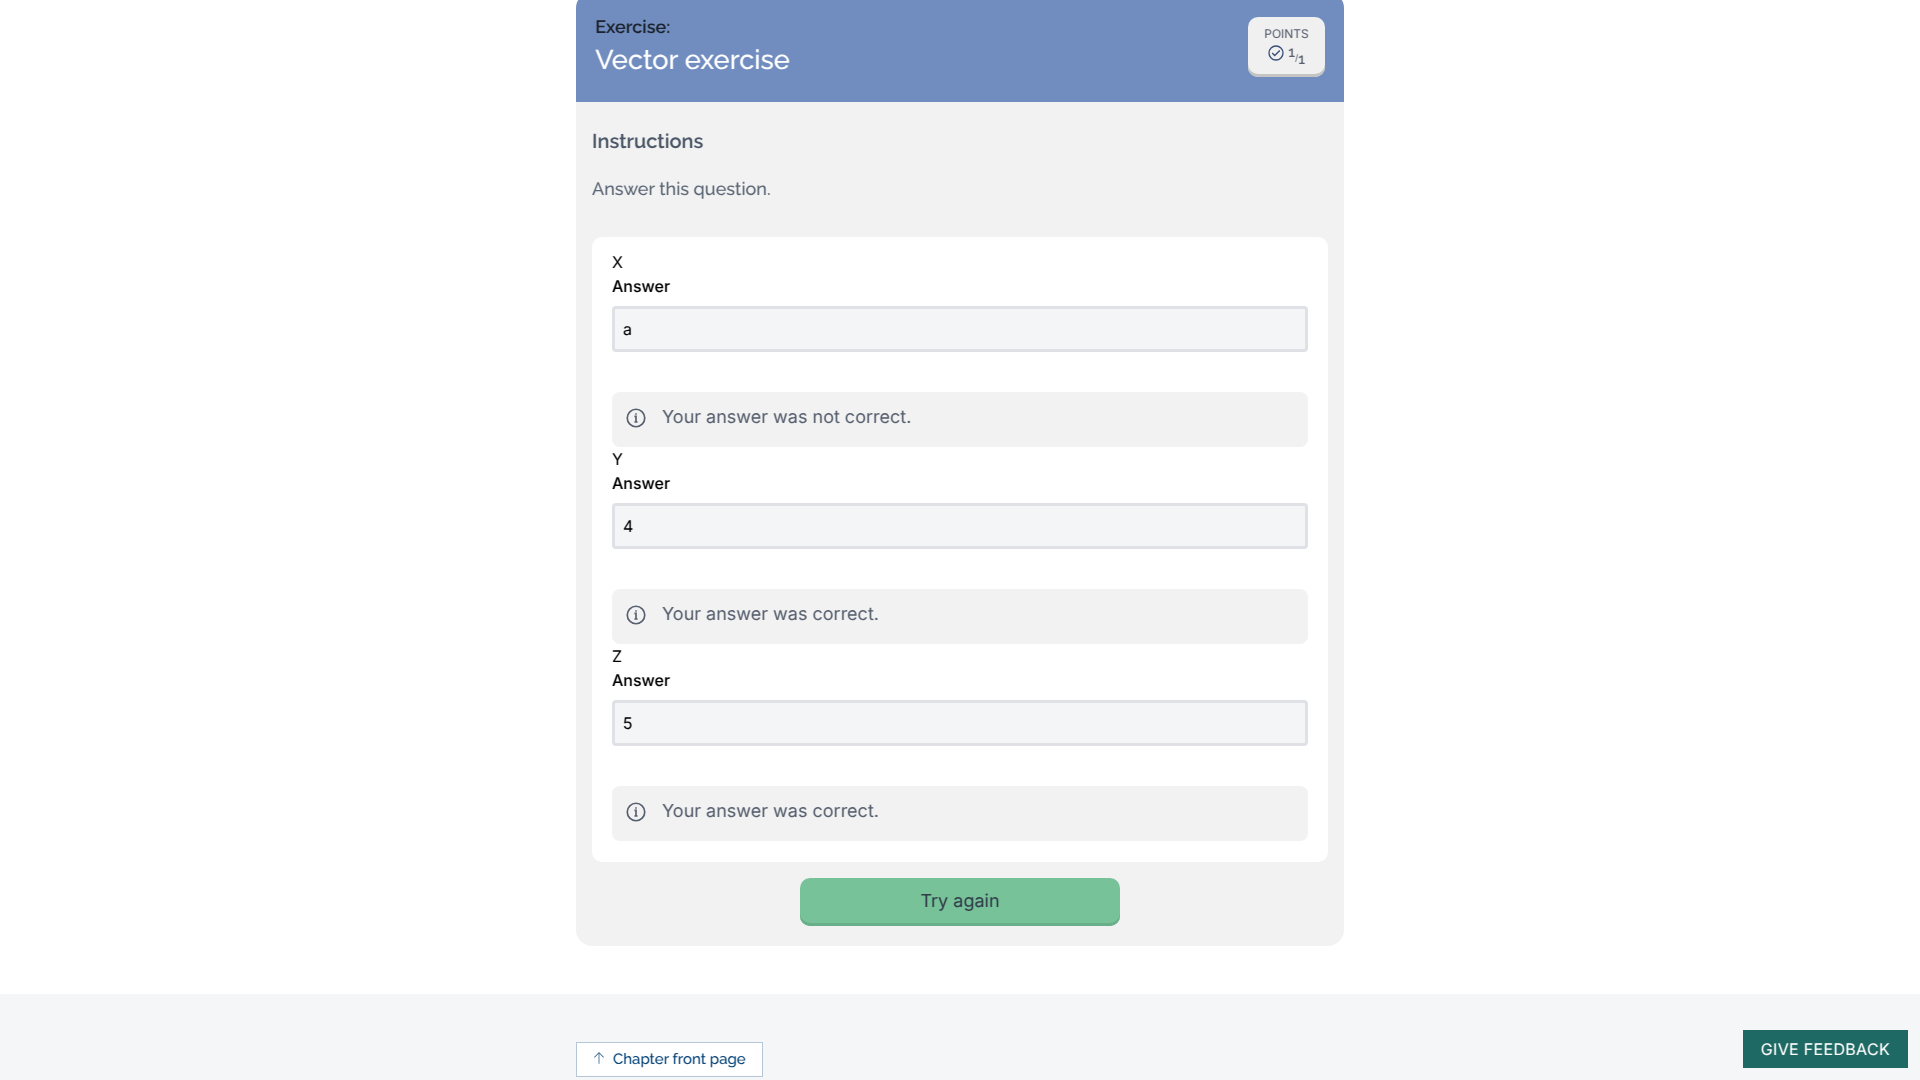 Exercise:
Vector exercise
POINTS
1/1
Instructions
Answer this question.
X
Answer
a
Your answer was not correct.
Y
Answer
4
Your answer was correct.
Z
Answer
5
Your answer was correct.
Try again
Chapter front page
GIVE FEEDBACK